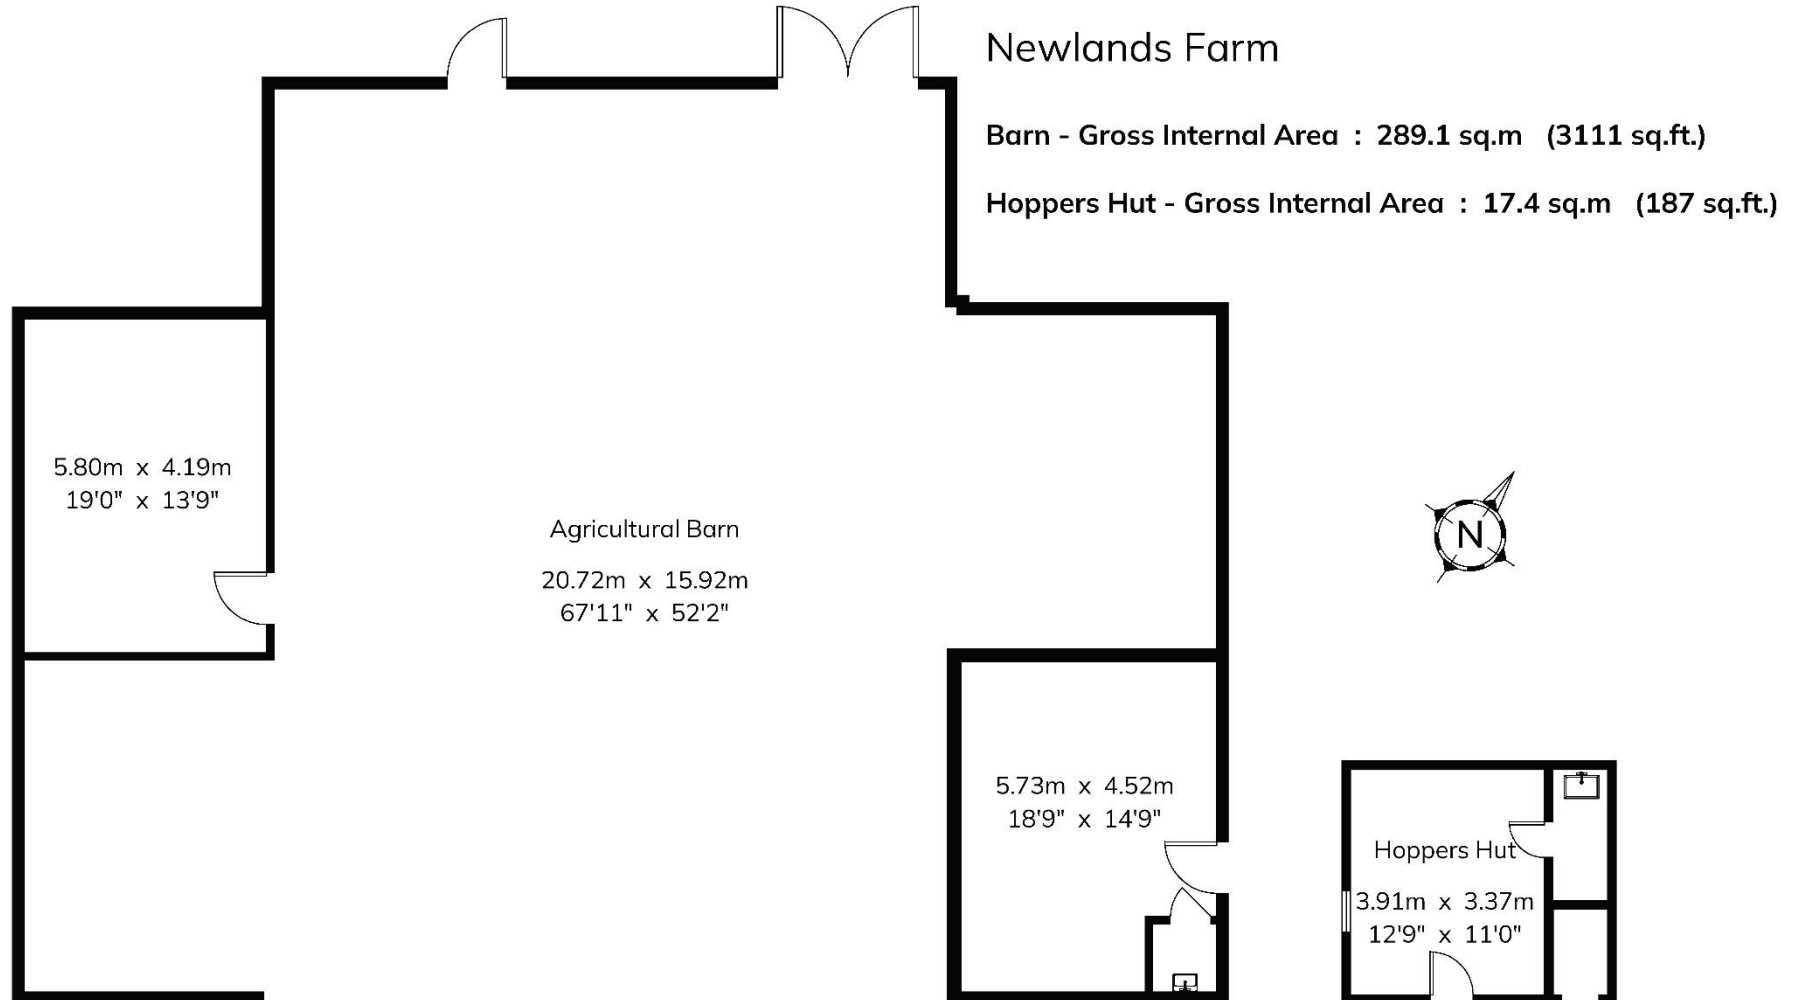 Newlands Farm
Barn - Gross Internal Area : 289.1 sq.m (3111 sq.ft.)
Hoppers Hut - Gross Internal Area : 17.4 sq.m (187 sq.ft.)
5.80m x 4.19m
19'0" x 13'9"
Agricultural Barn
20.72m x 15.92m
67'11" x 52'2"
N
5.73m x 4.52m
18'9" x 14'9"
Hoppers Hut
3.91m x 3.37m
12'9" x 11'0"